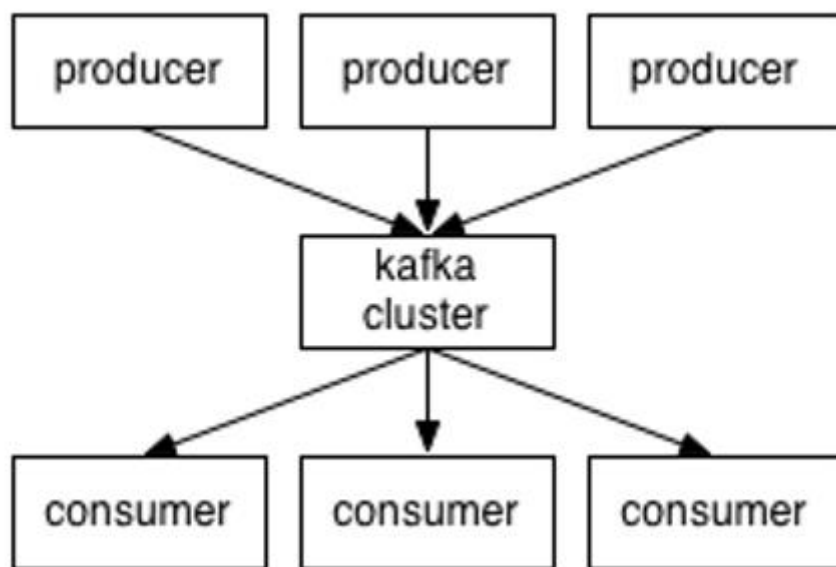 producer
producer
producer
kafka
cluster
consumer
consumer
consumer